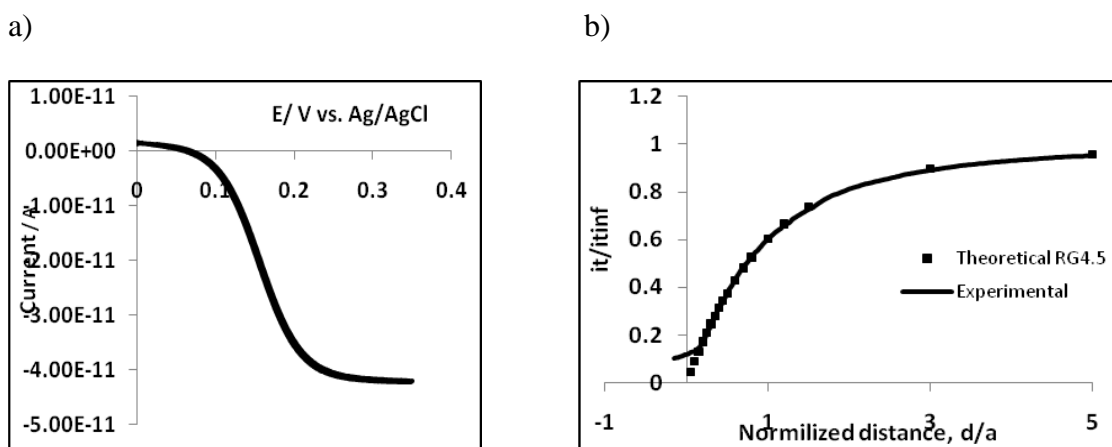 a)
b)
1.00E-11
0.00E+00
-1.00E-11
-2.00E-11
-3.00E-11
-4.00E-11
-5.00E-11
E/ V vs. Ag/AgCl
0 0.1 0.2 0.3 0.4
Current / A
1.2
1
0.8
0.6
0.4
0.2
0
it/itinf
Theoretical RG4.5
Experimental
-1 1 3 5
Normilized distance, d/a